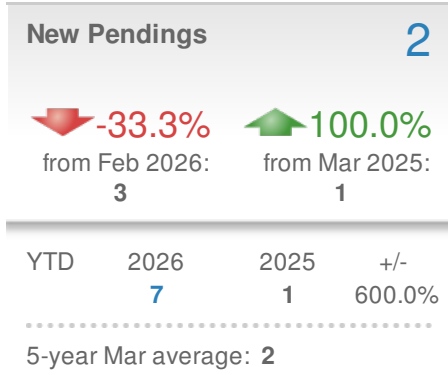 New Pendings 2
-33.3% 100.0%
from Feb 2026: from Mar 2025:
3 1
YTD 2026 2025 +/-
7 1 600.0%
5-year Mar average: 2